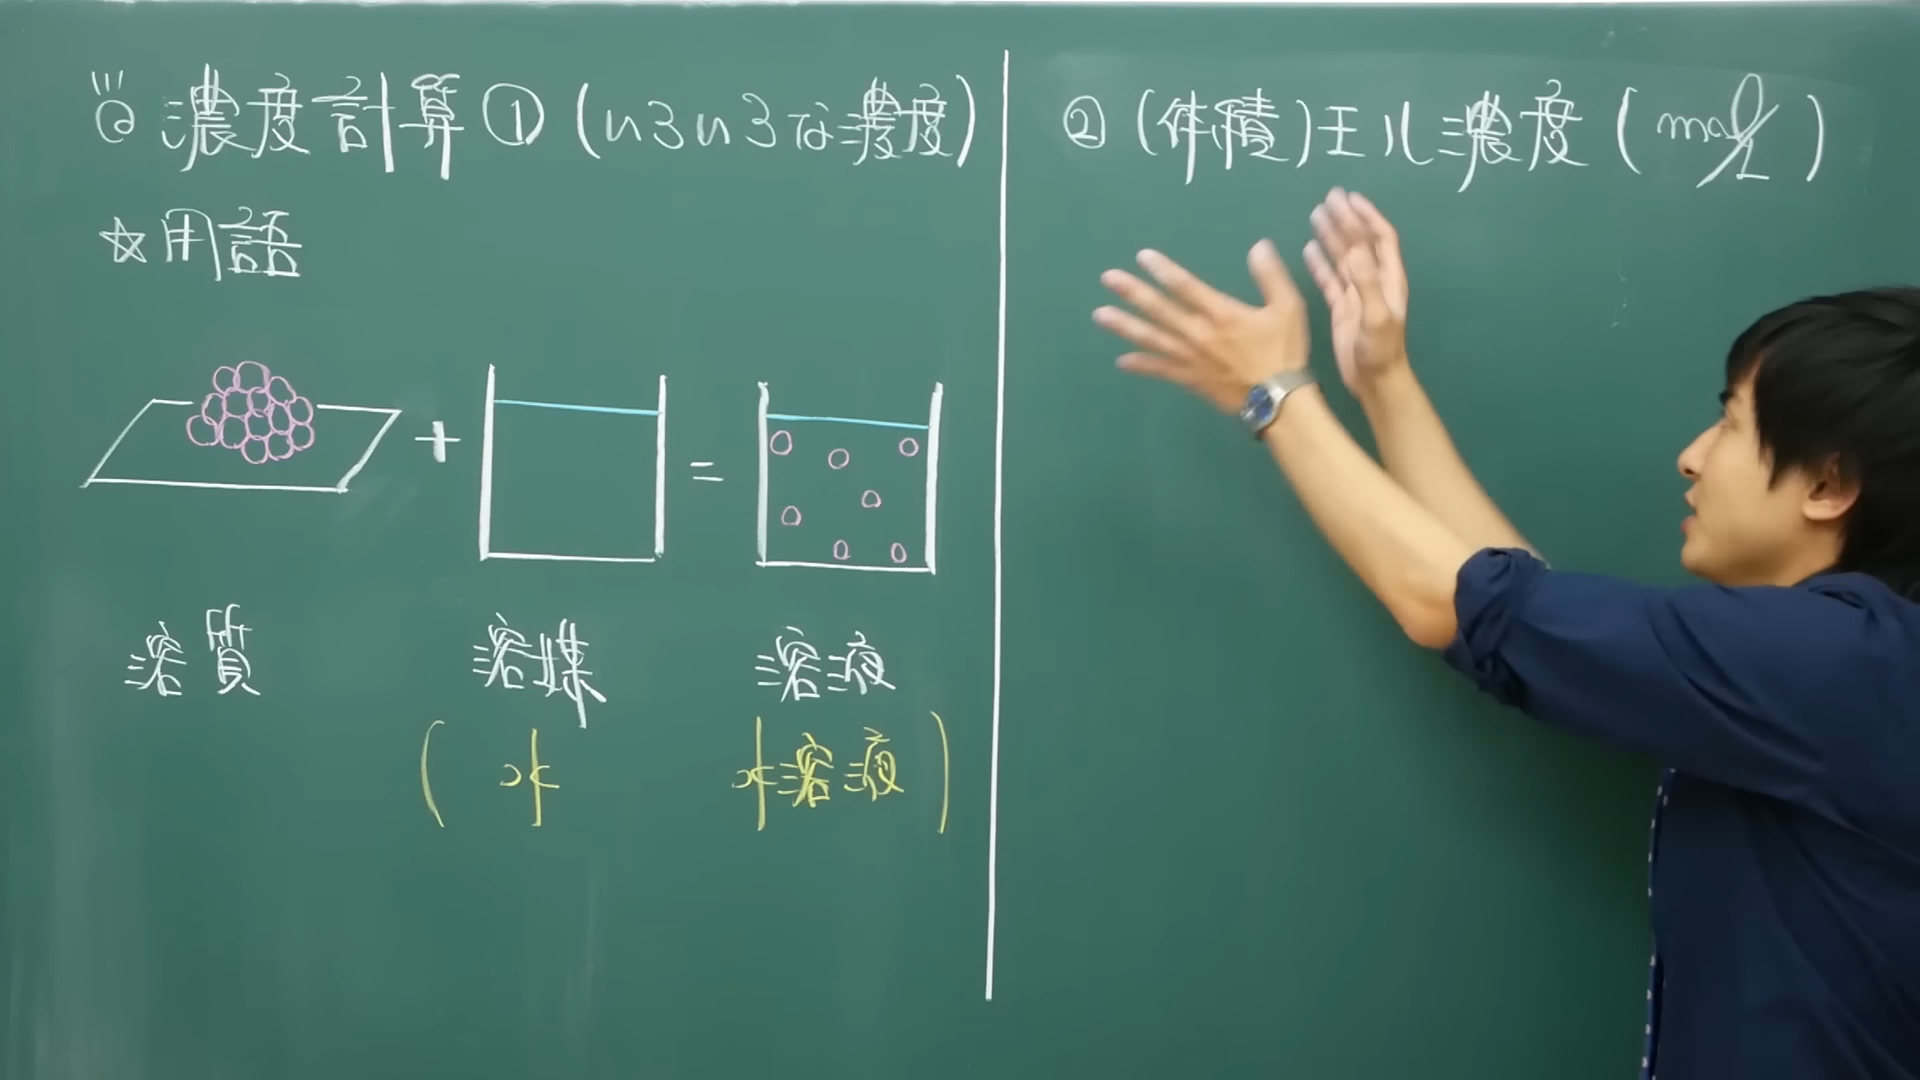 ◎ 濃度計算① (いろいろな濃度)
☆用語
+ =
溶質 溶媒 溶液
( 水 水溶液 )
② (体積) モル濃度 ( mol/L )